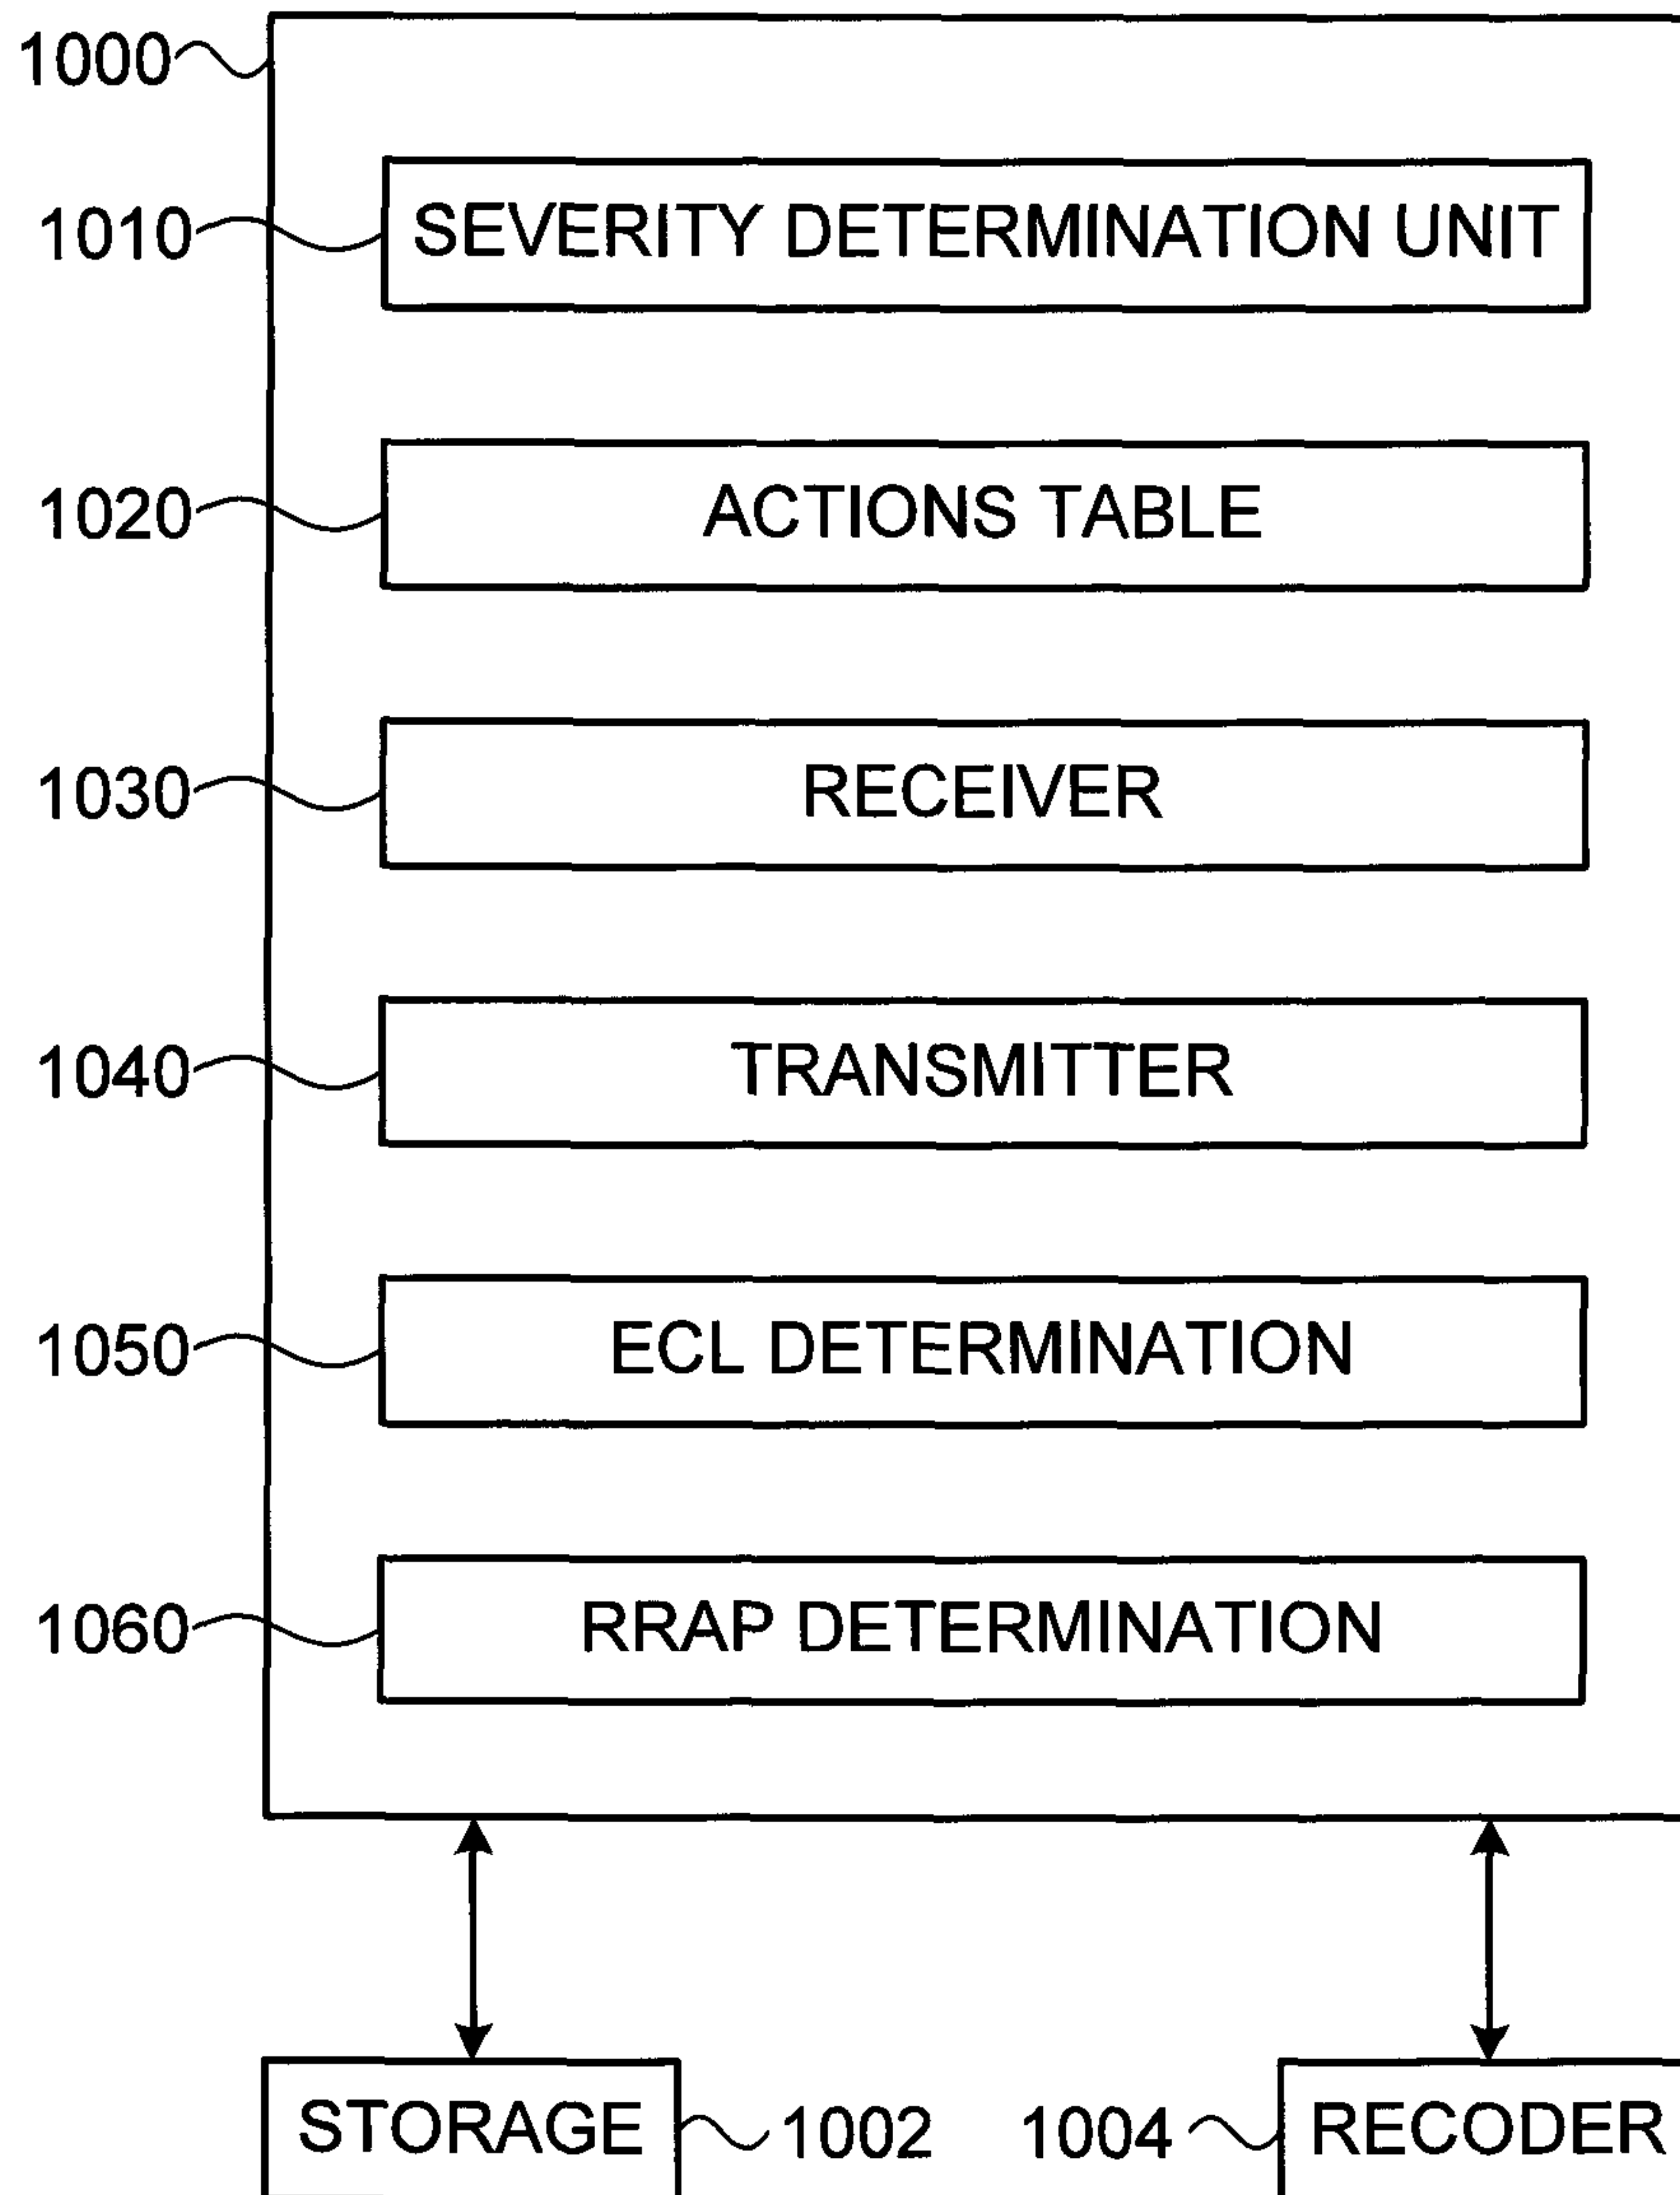 1000
1010 SEVERITY DETERMINATION UNIT
1020 ACTIONS TABLE
1030 RECEIVER
1040 TRANSMITTER
1050 ECL DETERMINATION
1060 RRAP DETERMINATION
STORAGE 1002 1004 RECODER